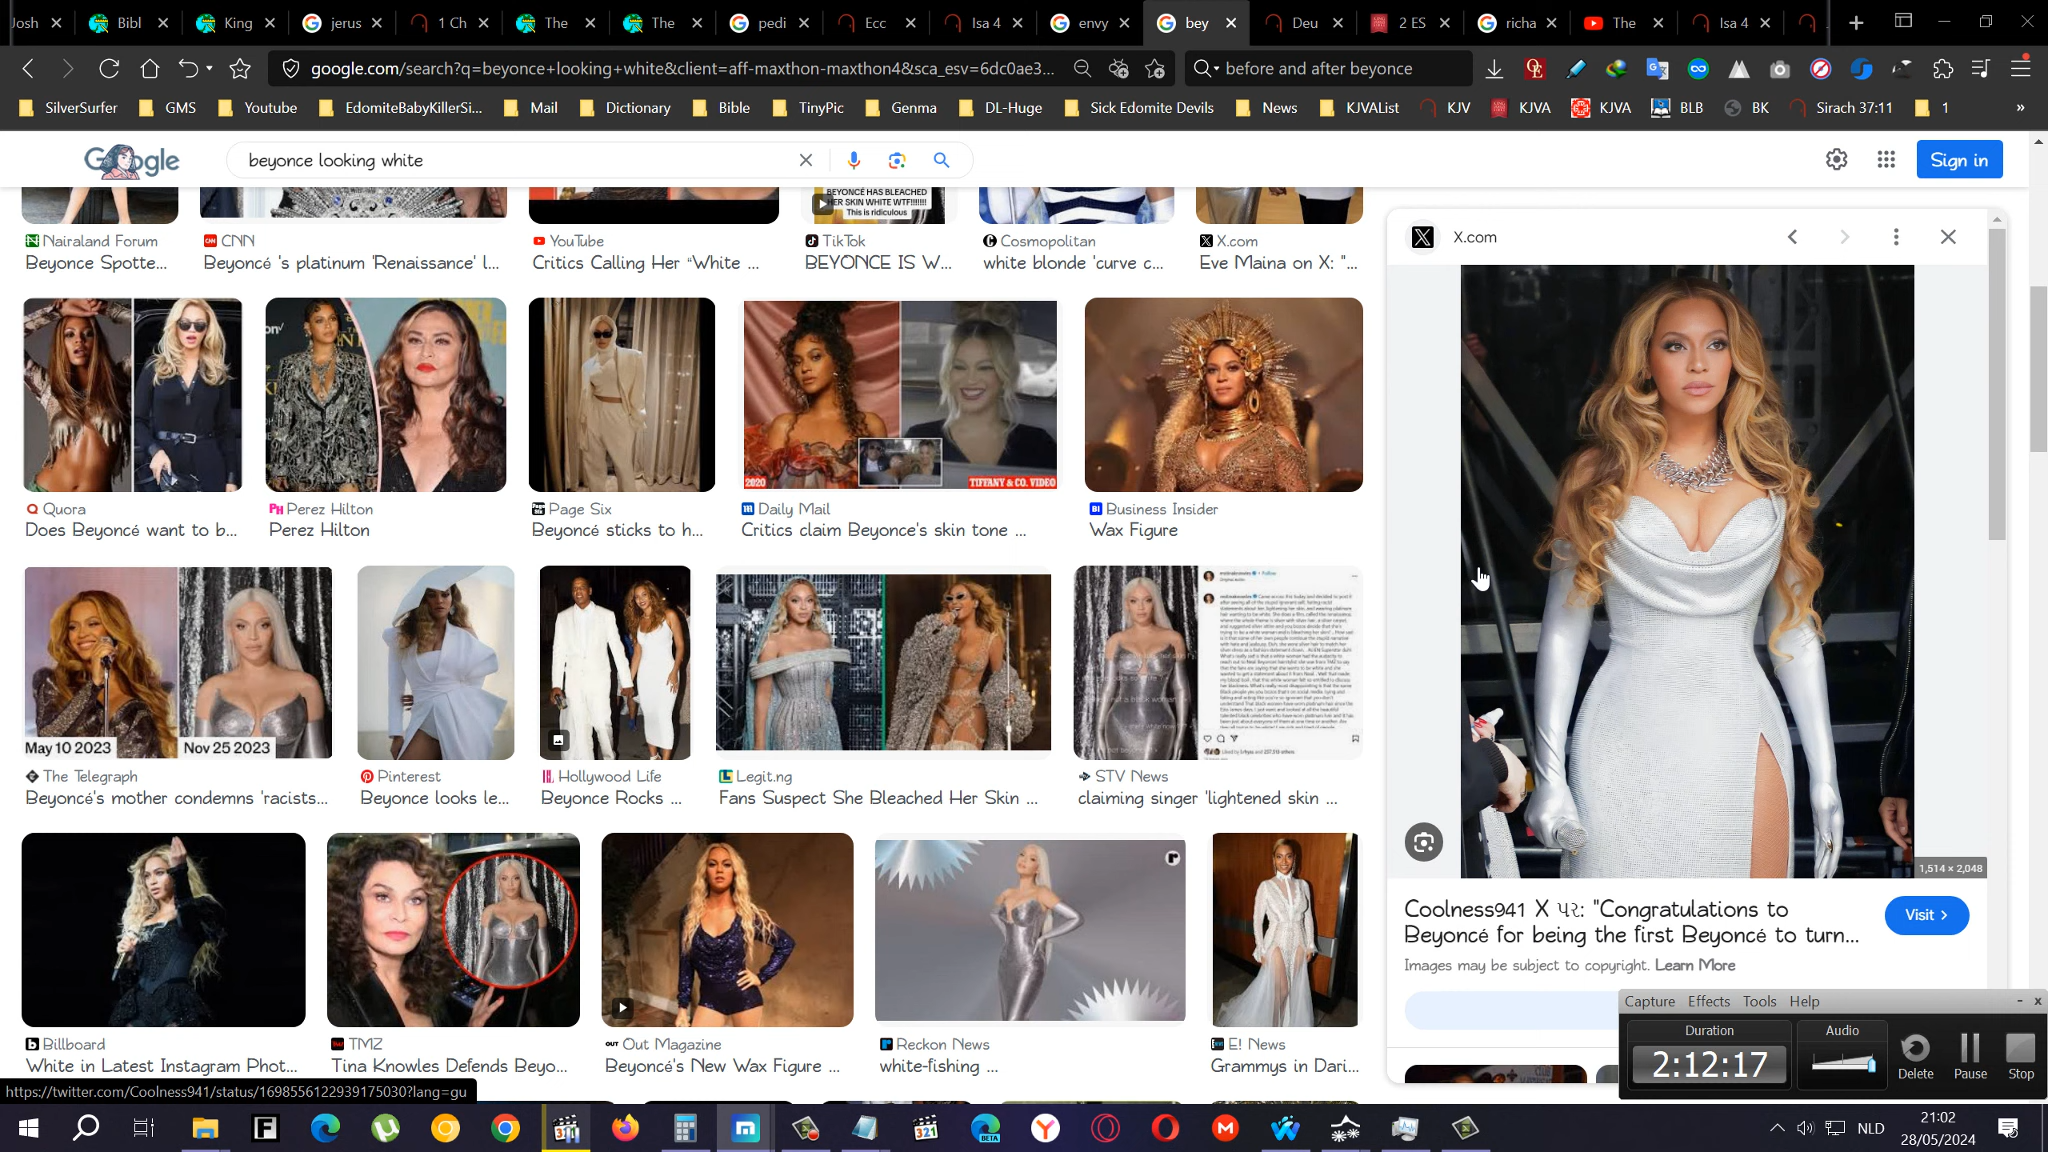 Josh
Bibl
King
jerus
1 Ch
The
The
pedi
Ecc
Isa 4
envy
bey
Deu
2 ES
richa
The
Isa 4
google.com/search?q=beyonce+looking+white&client=aff-maxthon-maxthon4&sca_esv=6dc0ae3...
before and after beyonce
SilverSurfer
GMS
Youtube
EdomiteBabyKillerSi...
Mail
Dictionary
Bible
TinyPic
Genma
DL-Huge
Sick Edomite Devils
News
KJVAList
KJV
KJVA
KJVA
BLB
BK
Sirach 37:11
1
»
Google
beyonce looking white
Sign in
BEYONCÉ HAS BLEACHED
HER SKIN WHITE WTF!!!!!!!
This is ridiculous
Nairaland Forum
Beyonce Spotte...
CNN
Beyoncé 's platinum 'Renaissance' l...
YouTube
Critics Calling Her “White ...
TikTok
BEYONCE IS W...
Cosmopolitan
white blonde 'curve c...
X.com
Eve Maina on X: "...
X.com
2020
TIFFANY & CO. VIDEO
Quora
Does Beyoncé want to b...
Perez Hilton
Perez Hilton
Page Six
Beyoncé sticks to h...
Daily Mail
Critics claim Beyonce's skin tone ...
Business Insider
Wax Figure
May 10 2023
Nov 25 2023
The Telegraph
Beyoncé's mother condemns 'racists...
Pinterest
Beyonce looks le...
Hollywood Life
Beyonce Rocks ...
Legit.ng
Fans Suspect She Bleached Her Skin ...
STV News
claiming singer 'lightened skin ...
1,514 × 2,048
Coolness941 X પર: "Congratulations to
Beyoncé for being the first Beyoncé to turn...
Visit
Images may be subject to copyright. Learn More
Billboard
White in Latest Instagram Phot...
TMZ
Tina Knowles Defends Beyo...
Out Magazine
Beyoncé's New Wax Figure ...
Reckon News
white-fishing ...
E! News
Grammys in Dari...
Capture Effects Tools Help
Duration
2:12:17
Audio
Delete
Pause
Stop
https://twitter.com/Coolness941/status/1698556122939175030?lang=gu
321
BETA
NLD
21:02
28/05/2024